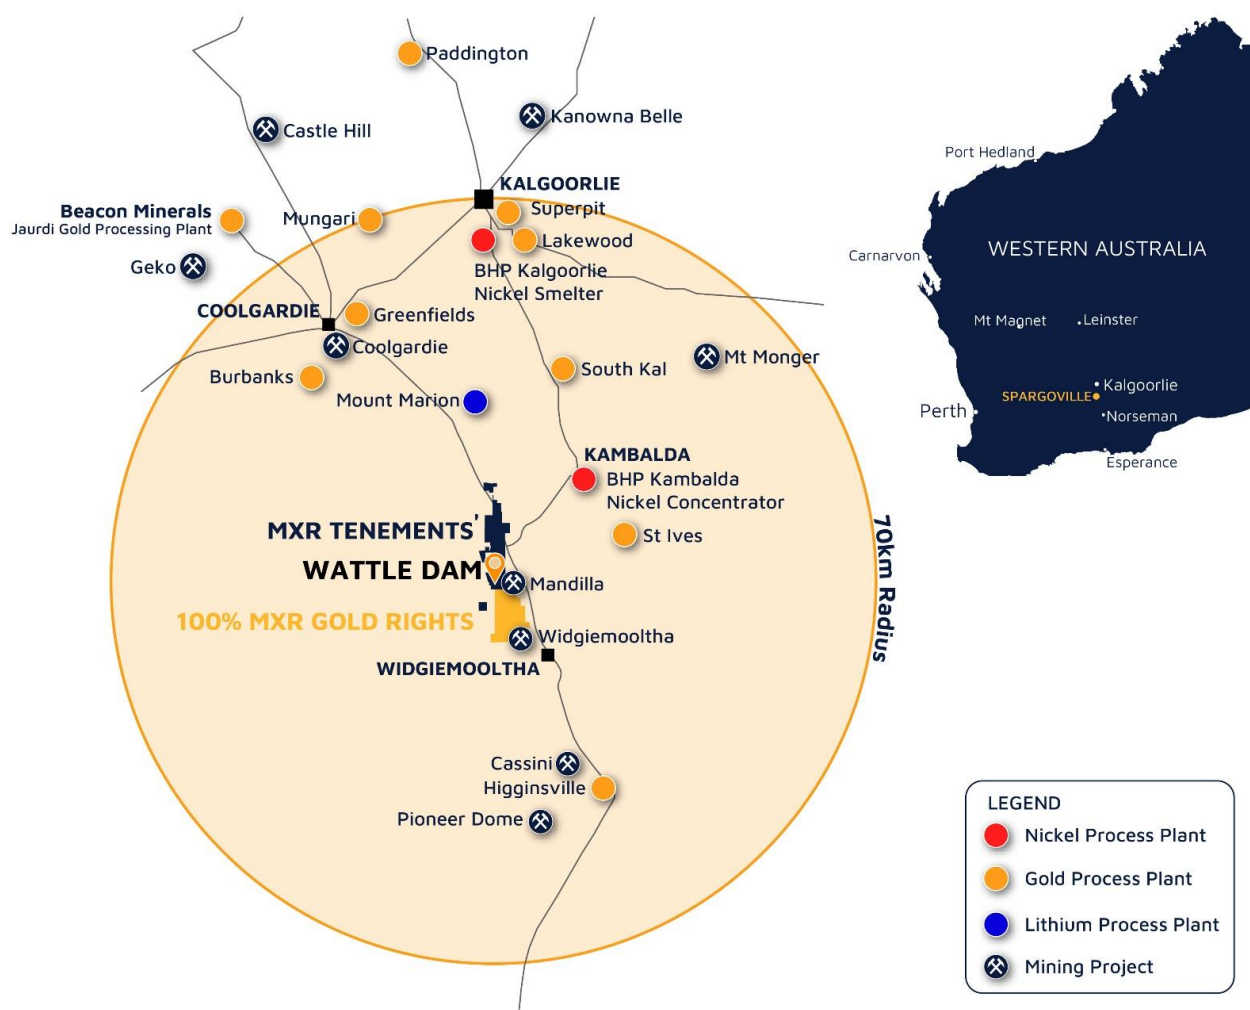 Paddington
Kanowna Belle
Castle Hill
KALGOORLIE
Beacon Minerals
Jaurdi Gold Processing Plant
Mungari
Superpit
Lakewood
Geko
BHP Kalgoorlie
Nickel Smelter
COOLGARDIE
Greenfields
Coolgardie
Mt Monger
Burbanks
South Kal
Mount Marion
KAMBALDA
BHP Kambalda
Nickel Concentrator
MXR TENEMENTS
St Ives
WATTLE DAM
Mandilla
100% MXR GOLD RIGHTS
Widgiemooltha
WIDGIEMOOLTHA
70km Radius
Cassini
Higginsville
Pioneer Dome
Port Hedland
WESTERN AUSTRALIA
Carnarvon
Mt Magnet
Leinster
Kalgoorlie
SPARGOVILLE
Perth
Norseman
Esperance
LEGEND
Nickel Process Plant
Gold Process Plant
Lithium Process Plant
Mining Project